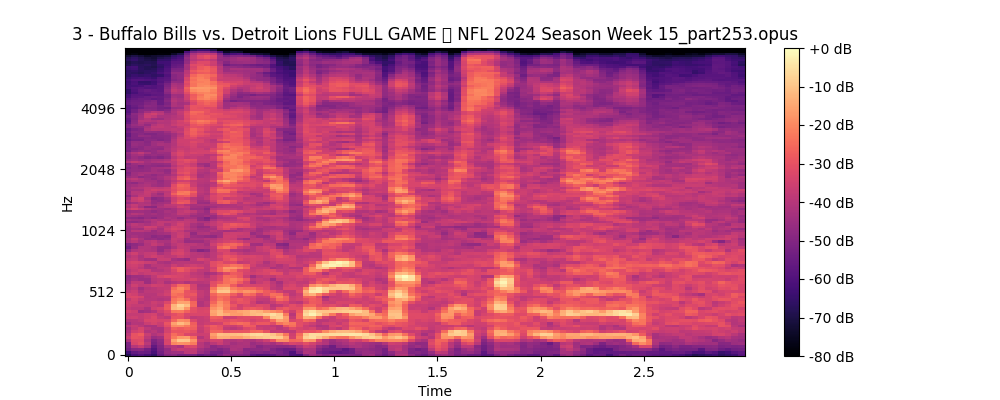 3 - Buffalo Bills vs. Detroit Lions FULL GAME ▯ NFL 2024 Season Week 15_part253.opus
+0 dB
-10 dB
-20 dB
-30 dB
-40 dB
-50 dB
-60 dB
-70 dB
-80 dB
4096
2048
1024
512
0
Hz
0 0.5 1 1.5 2 2.5
Time